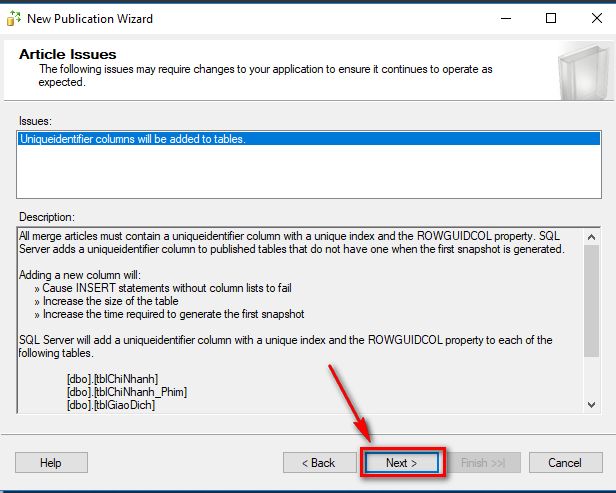 New Publication Wizard
Article Issues
The following issues may require changes to your application to ensure it continues to operate as
expected.
Issues:
Uniqueidentifier columns will be added to tables.
Description:
All merge articles must contain a uniqueidentifier column with a unique index and the ROWGUIDCOL property. SQL
Server adds a uniqueidentifier column to published tables that do not have one when the first snapshot is generated.
Adding a new column will:
» Cause INSERT statements without column lists to fail
» Increase the size of the table
» Increase the time required to generate the first snapshot
SQL Server will add a uniqueidentifier column with a unique index and the ROWGUIDCOL property to each of the
following tables.
[dbo].[tblChiNhanh]
[dbo].[tblChiNhanh_Phim]
[dbo].[tblGiaoDich]
Help < Back Next > Finish >>| Cancel